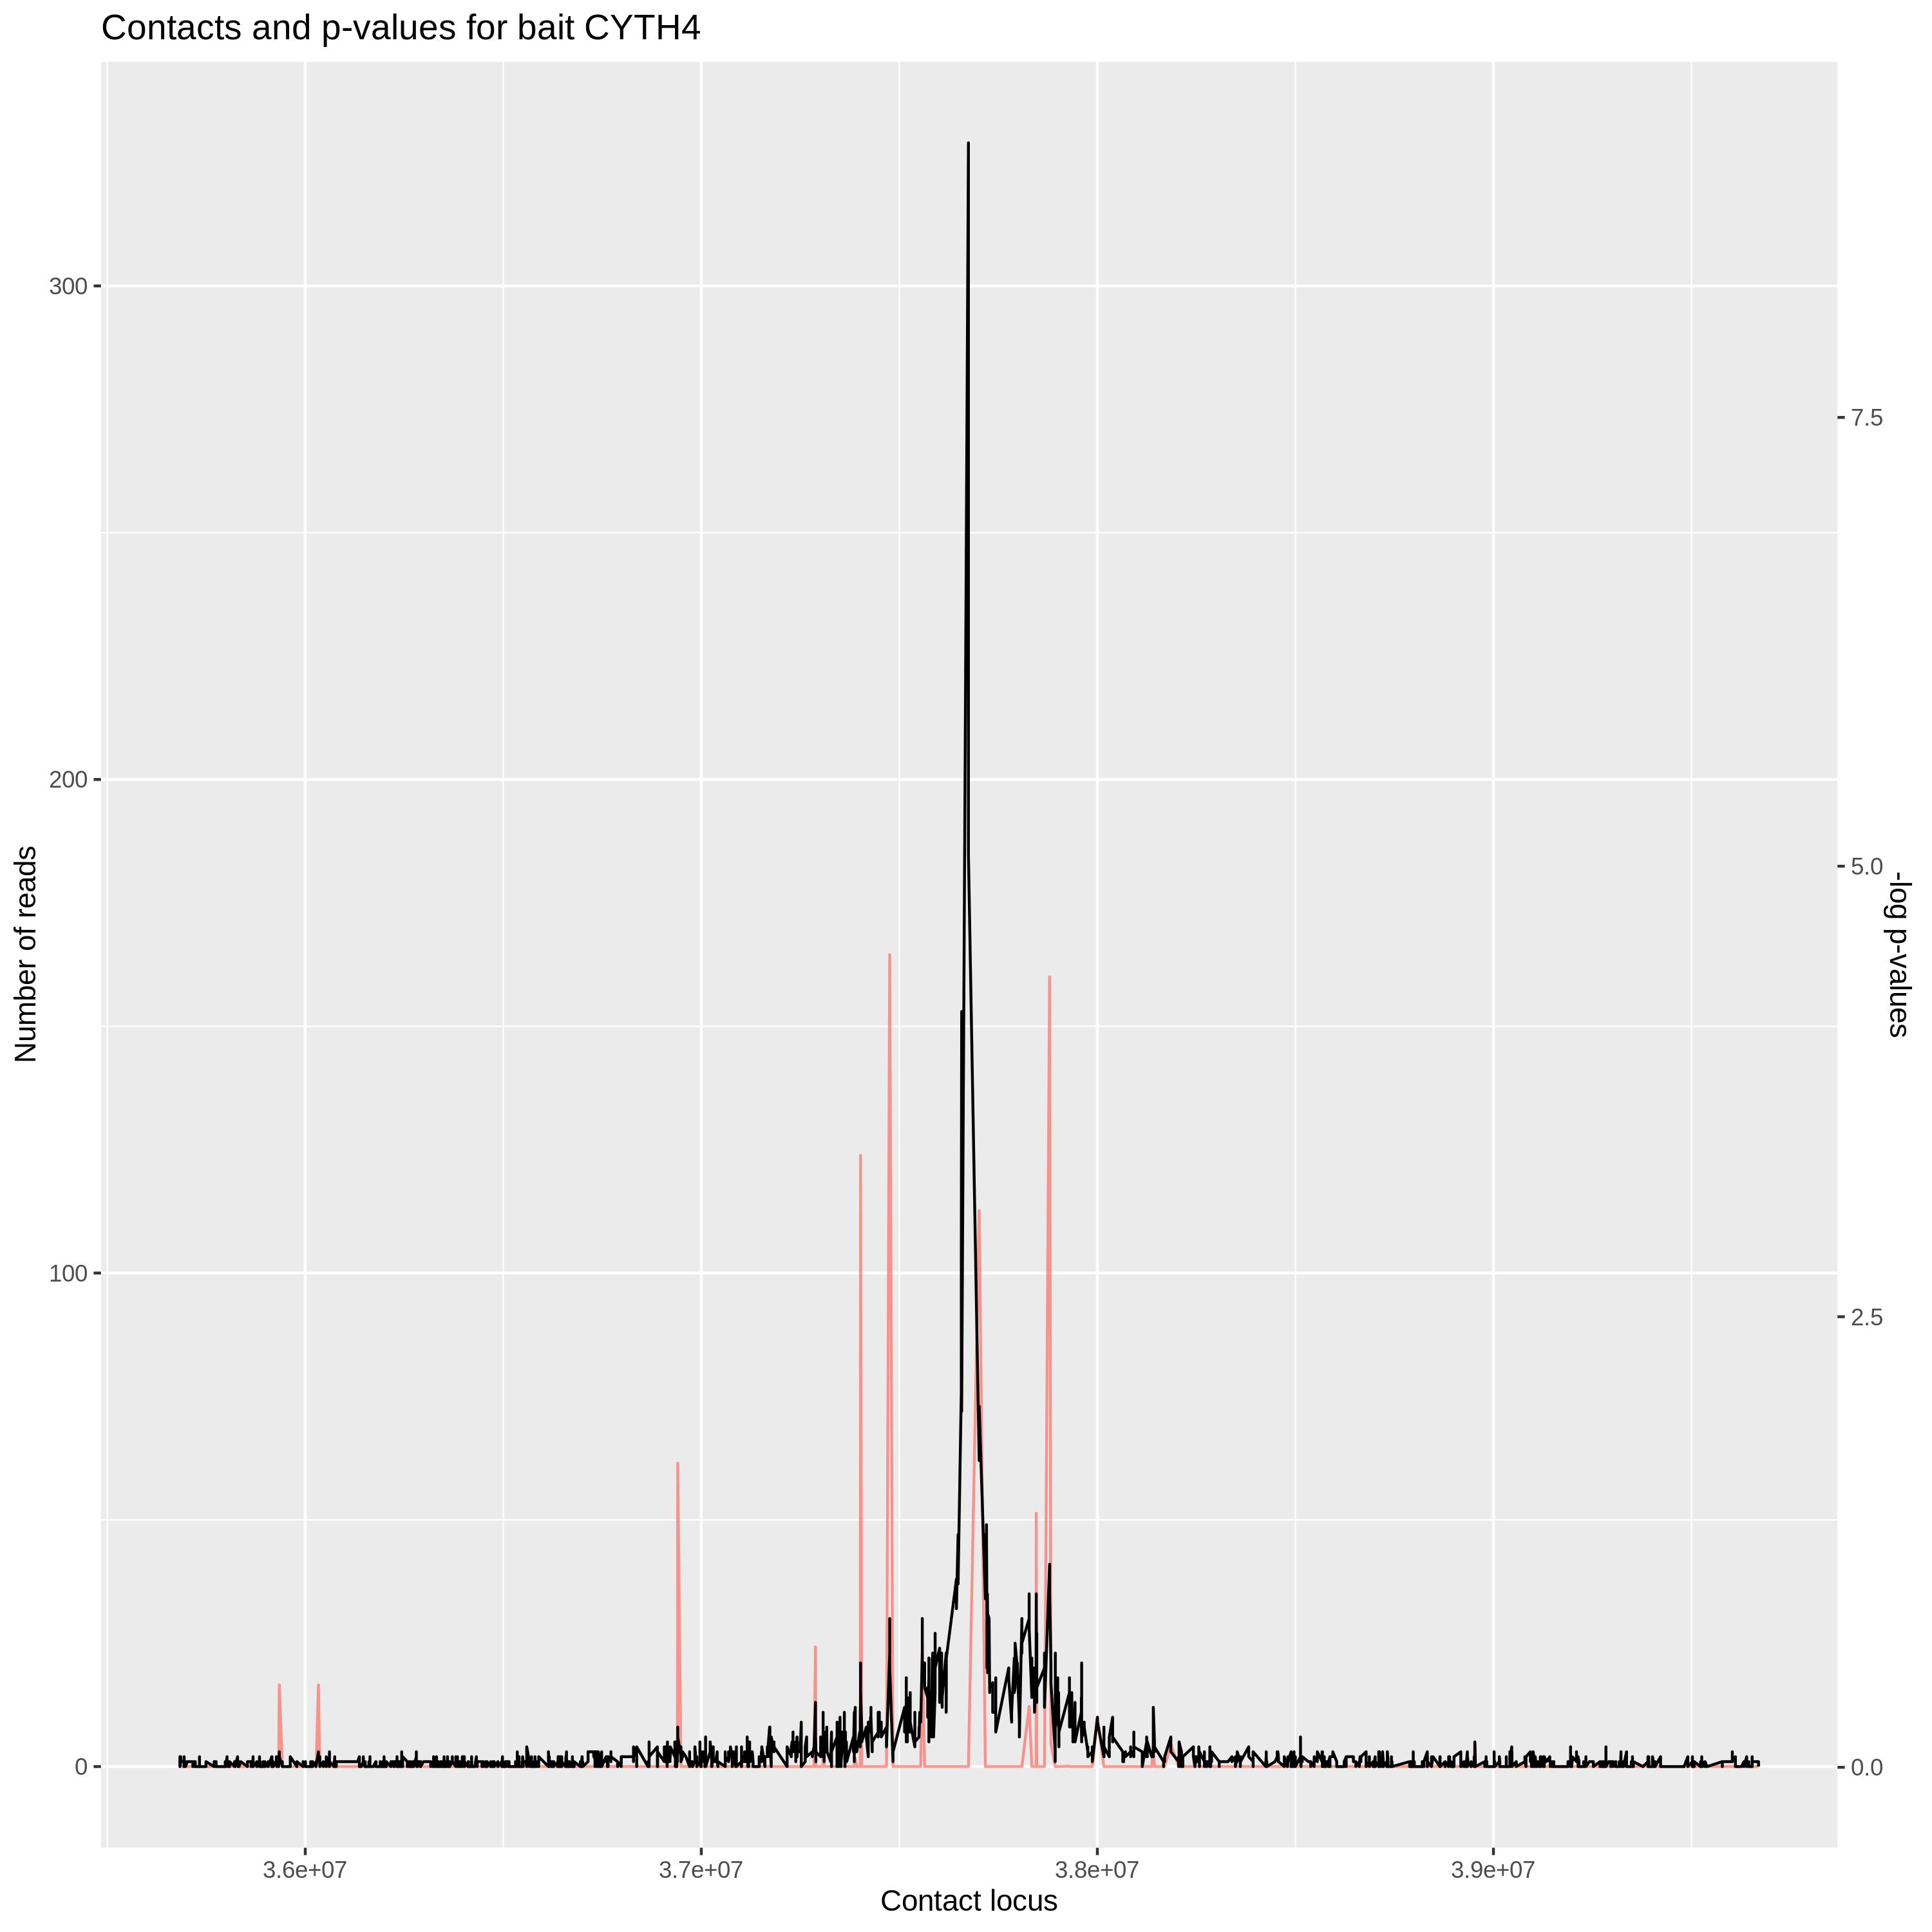 Contacts and p-values for bait CYTH4
300
200
100
0
Number of reads
7.5
5.0
2.5
0.0
-log p-values
3.6e+07
3.7e+07
3.8e+07
3.9e+07
Contact locus